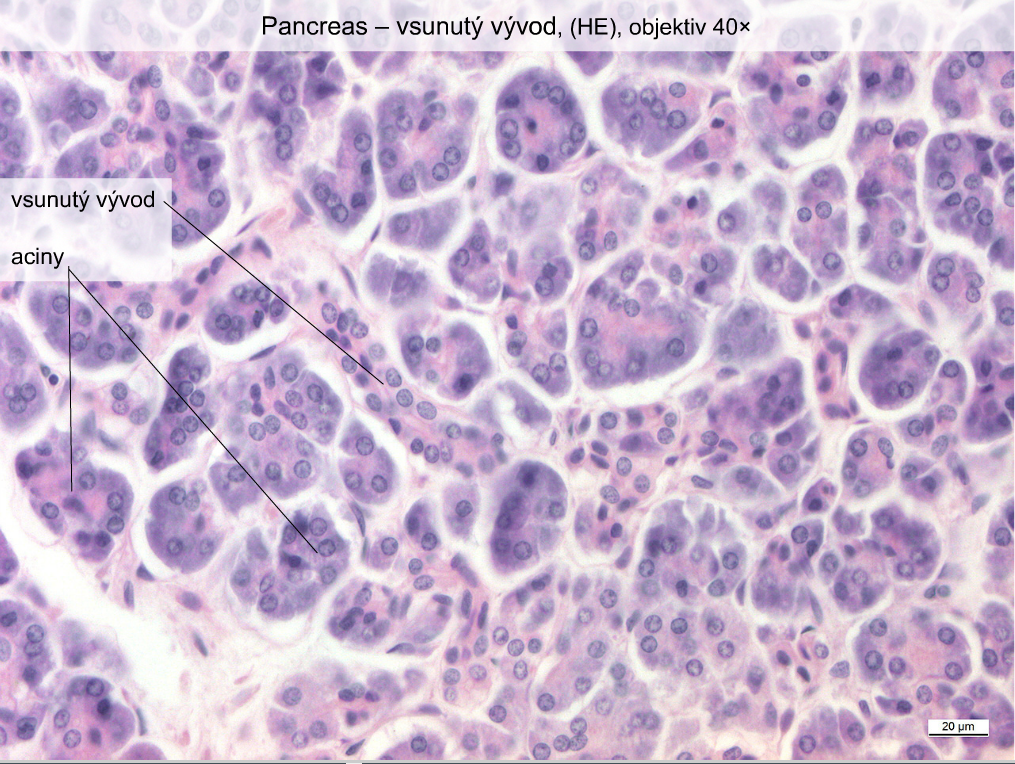 Pancreas – vsunutý vývod, (HE), objektiv 40×
vsunutý vývod
aciny
20 µm